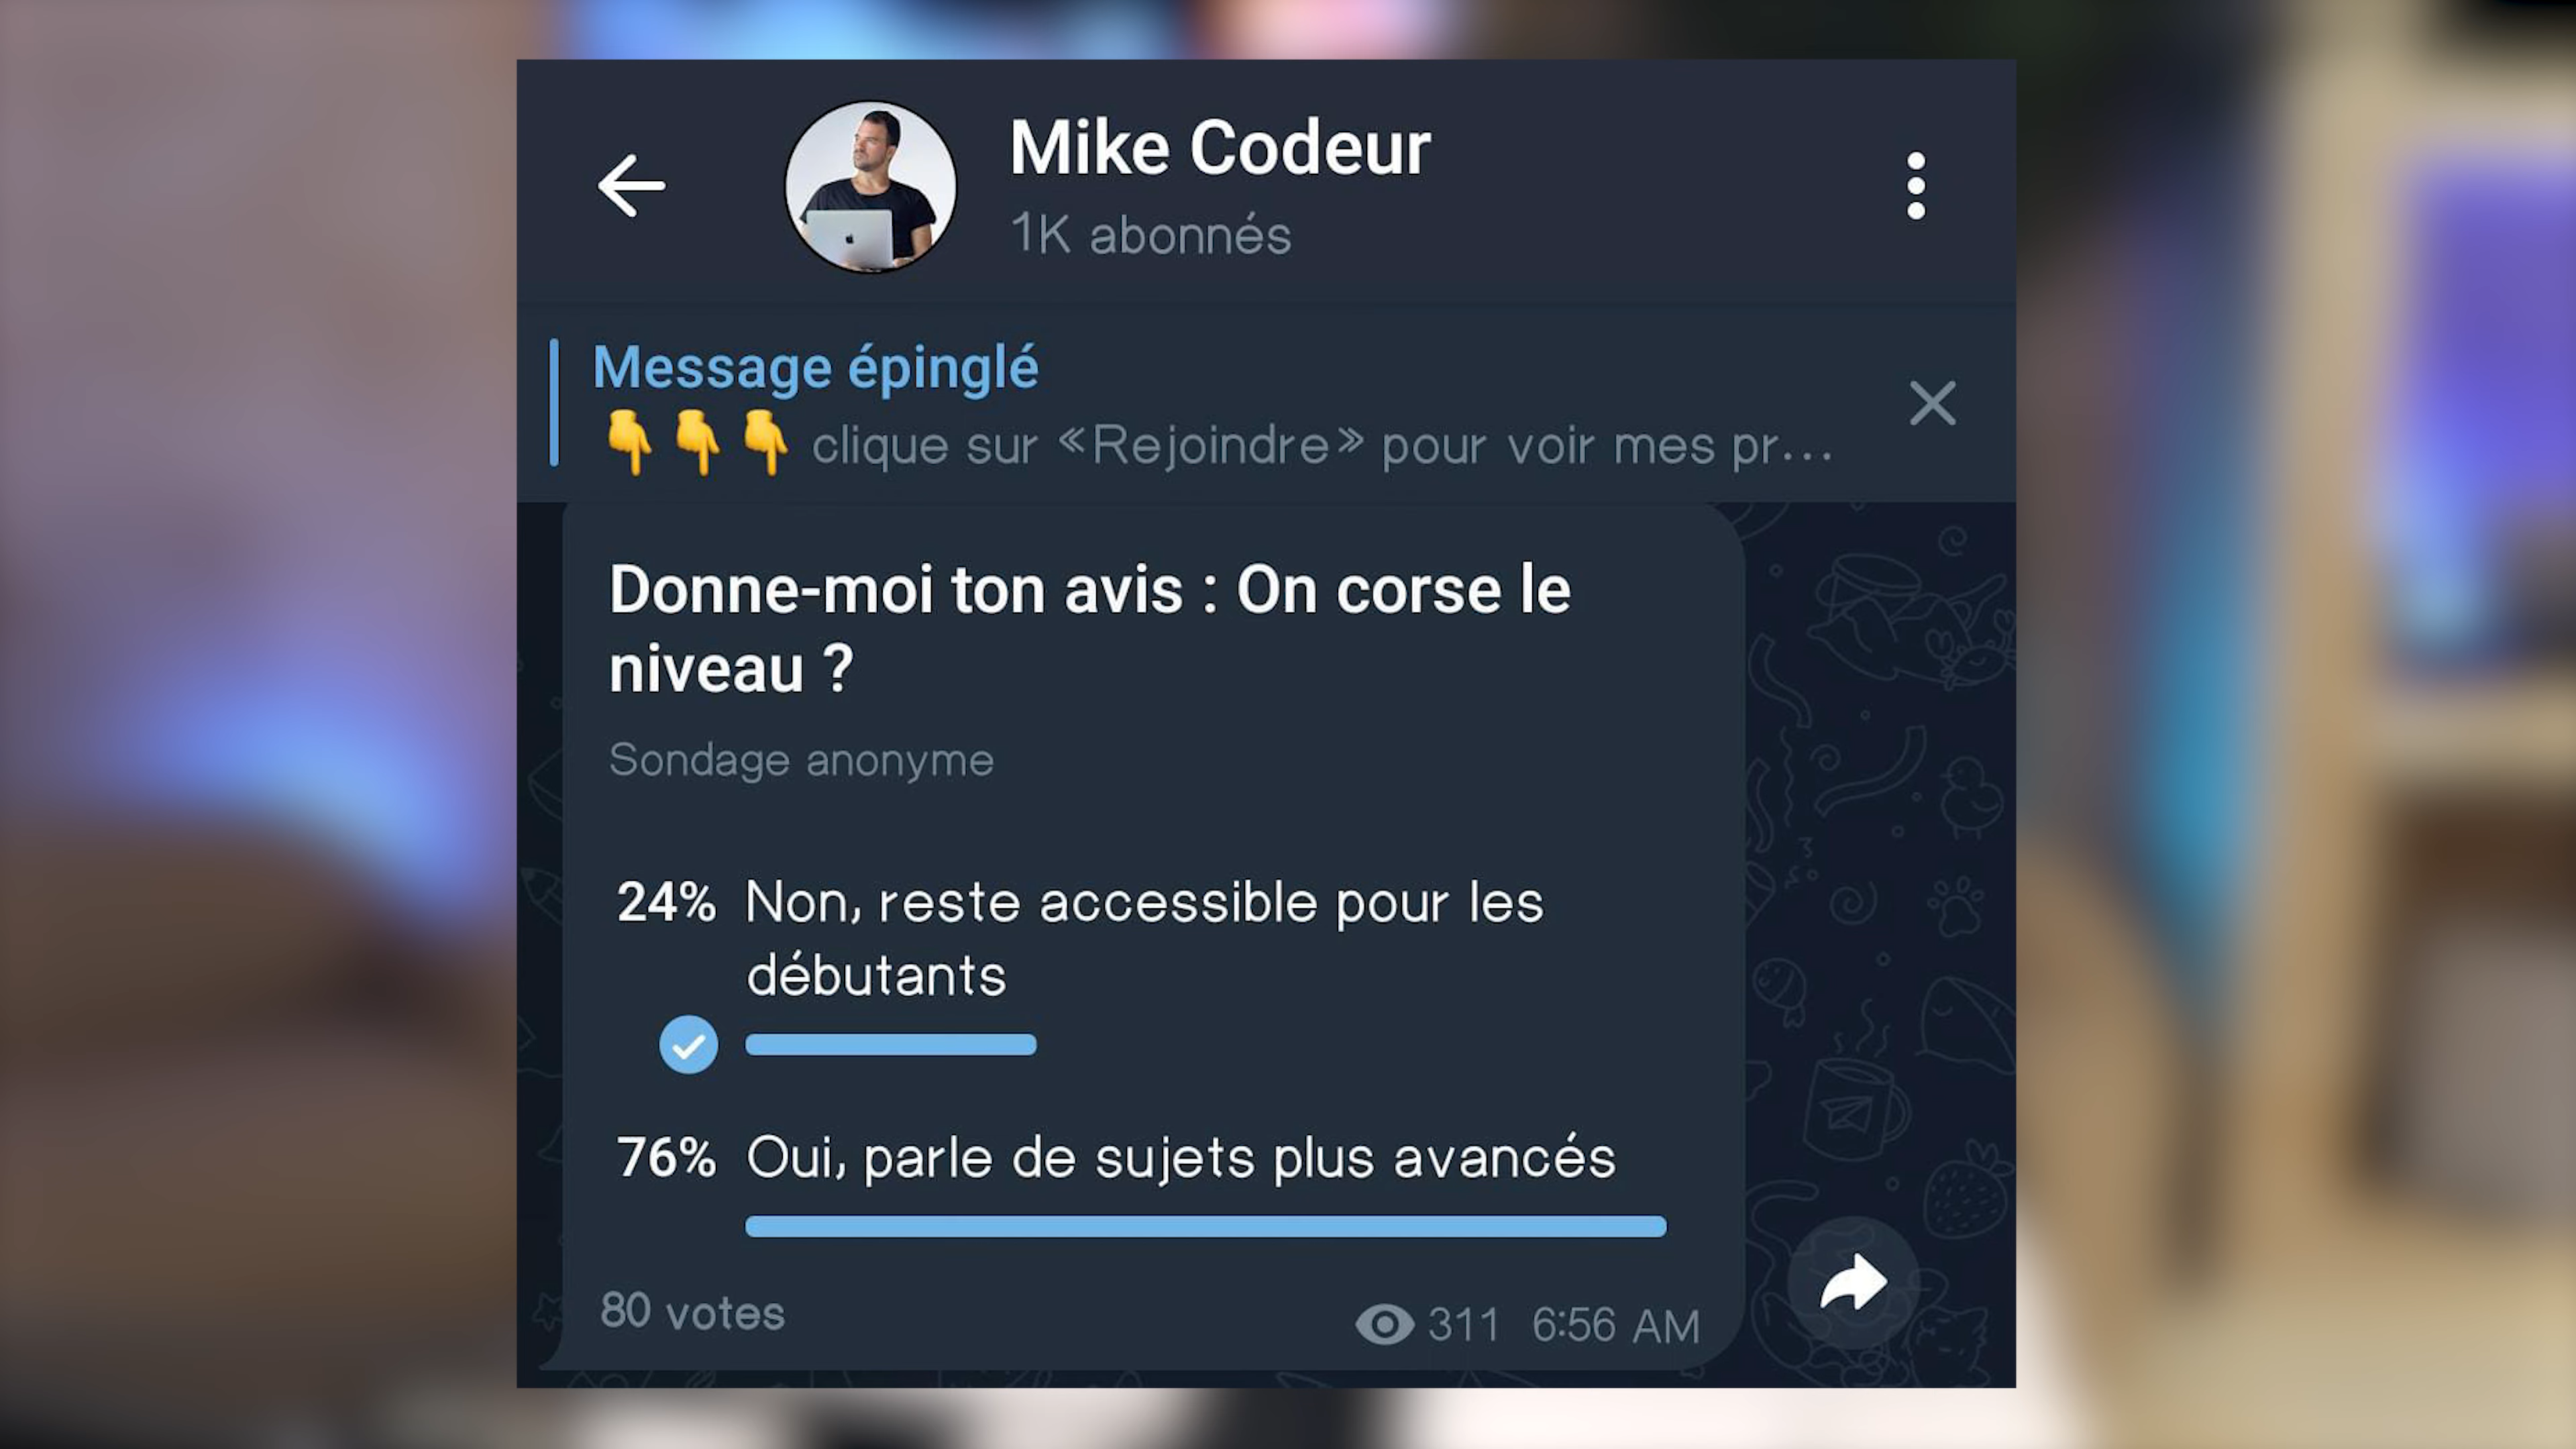 Mike Codeur
1K abonnés
Message épinglé
👇👇👇 clique sur «Rejoindre» pour voir mes pr...
Donne-moi ton avis : On corse le
niveau ?
Sondage anonyme
24% Non, reste accessible pour les
débutants
76% Oui, parle de sujets plus avancés
80 votes
311 6:56 AM